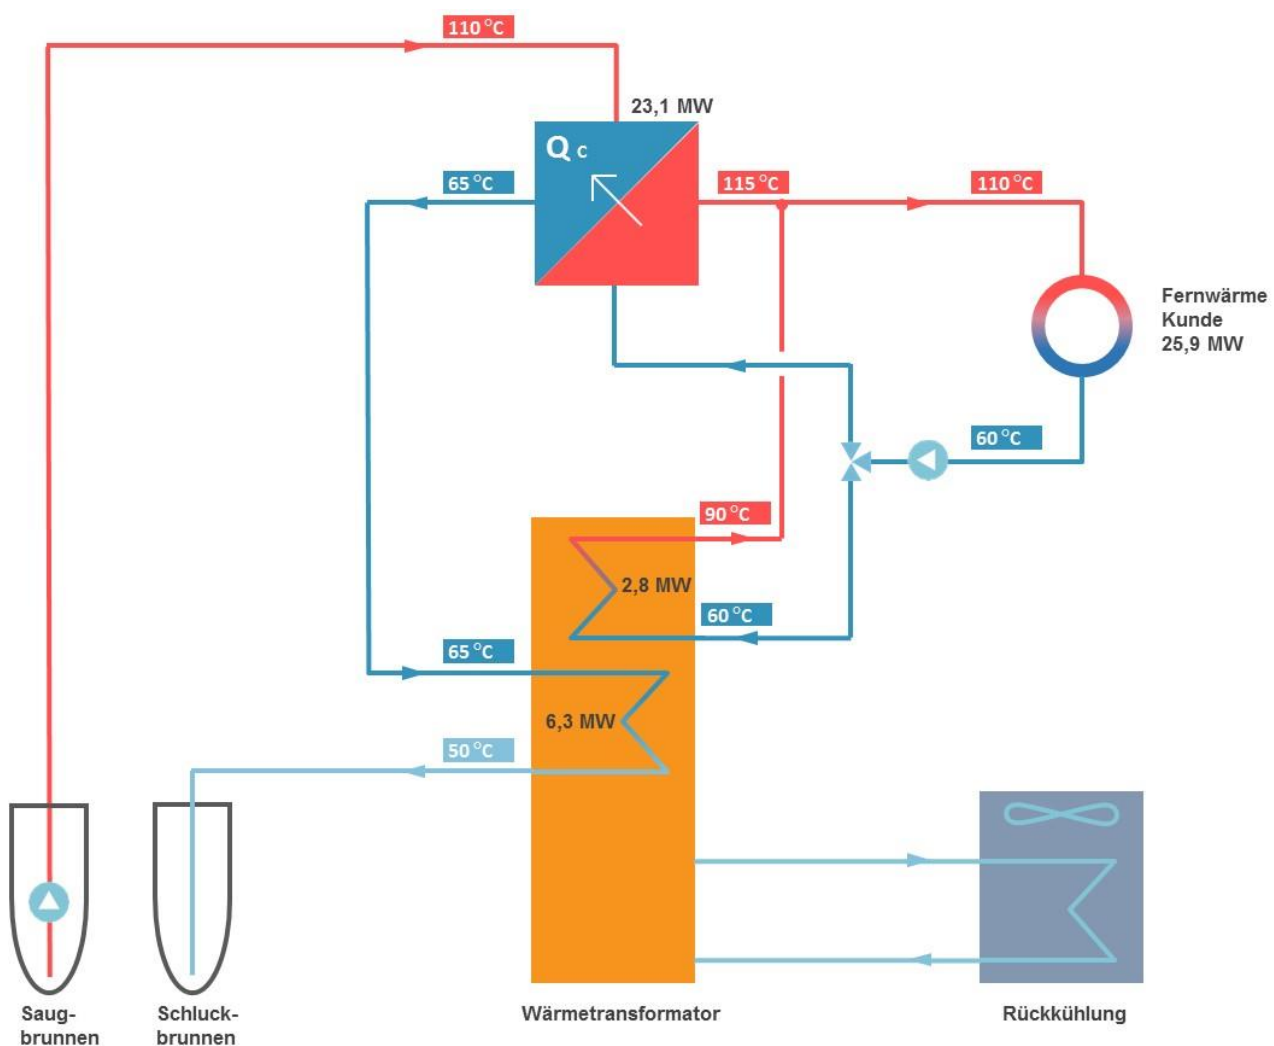 110 °C
23,1 MW
Q C
65 °C
115 °C
110 °C
Fernwärme
Kunde
25,9 MW
60 °C
90 °C
2,8 MW
60 °C
65 °C
6,3 MW
50 °C
Saug-
brunnen
Schluck-
brunnen
Wärmetransformator
Rückkühlung